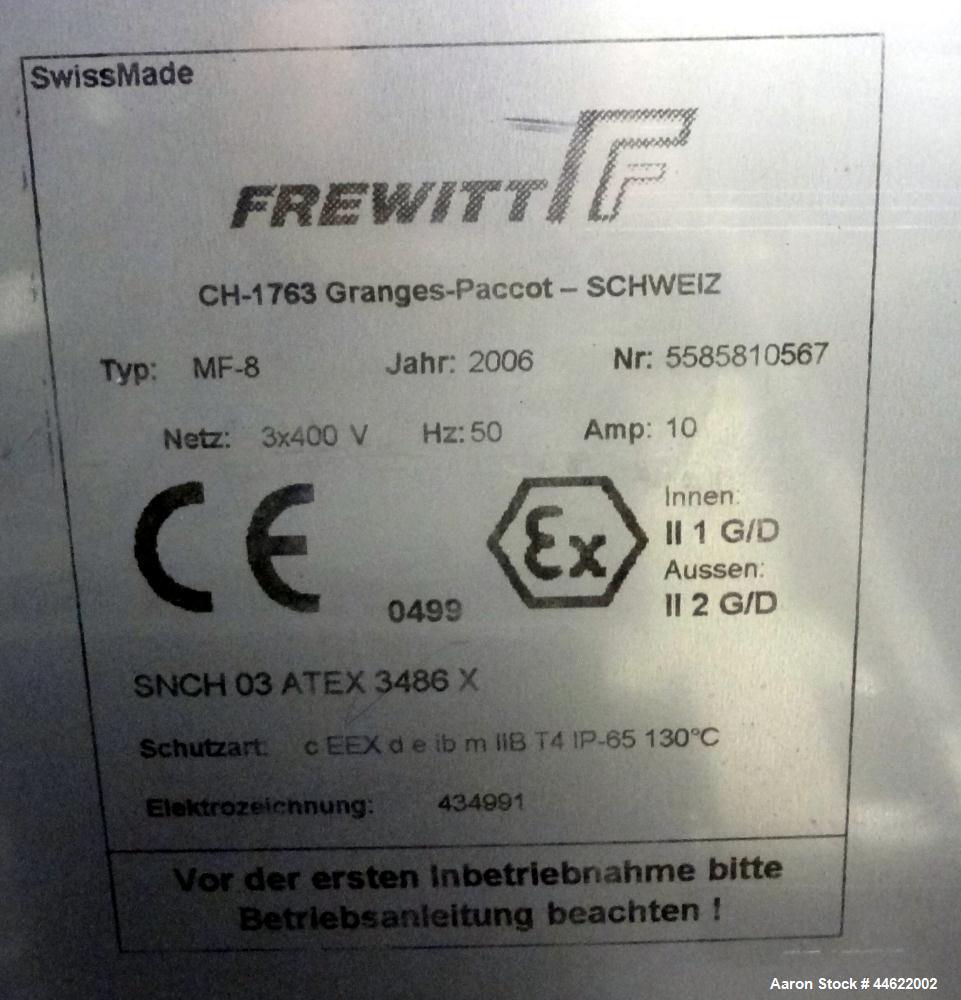 SwissMade
FREWITT
CH-1763 Granges-Paccot – SCHWEIZ
Typ: MF-8 Jahr: 2006 Nr: 5585810567
Netz: 3x400 V Hz: 50 Amp: 10
CE 0499 Ex
Innen:
II 1 G/D
Aussen:
II 2 G/D
SNCH 03 ATEX 3486 X
Schutzart: c EEX d e ib m IIB T4 IP-65 130°C
Elektrozeichnung: 434991
Vor der ersten Inbetriebnahme bitte
Betriebsanleitung beachten !
Aaron Stock # 44622002